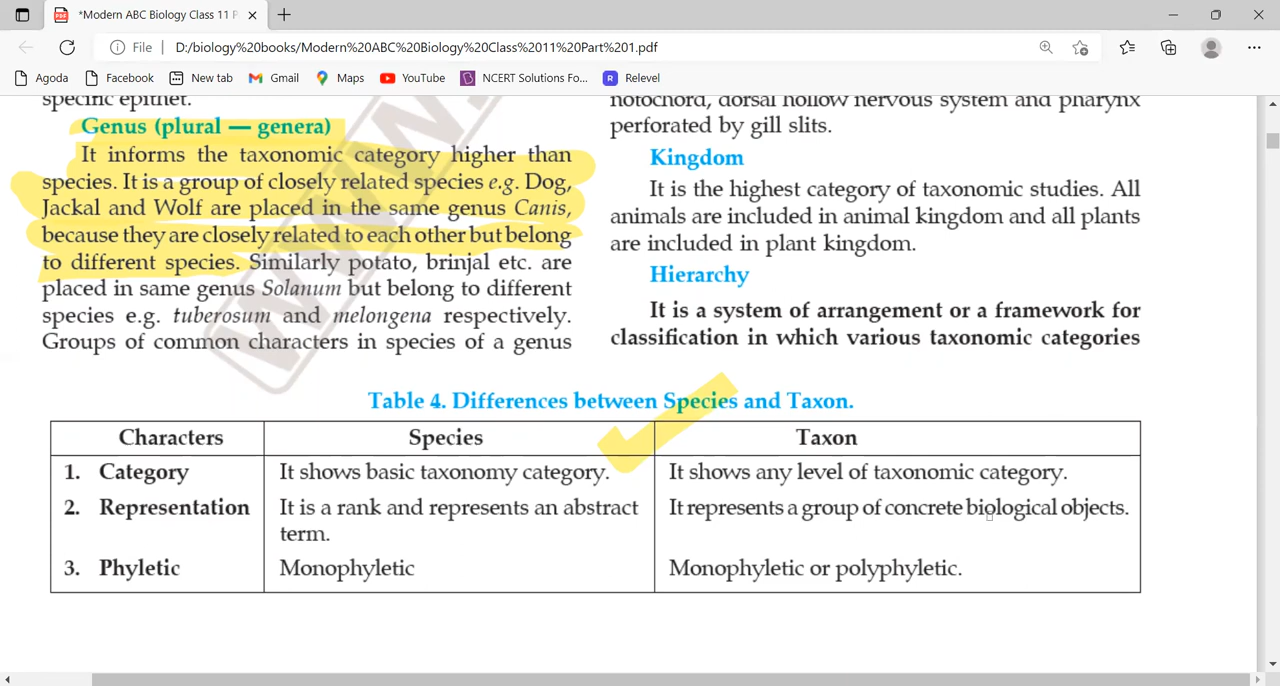 *Modern ABC Biology Class 11 P
File | D:/biology%20books/Modern%20ABC%20Biology%20Class%2011%20Part%201.pdf
Agoda Facebook New tab Gmail Maps YouTube NCERT Solutions Fo... Relevel
specific epithet.
Genus (plural — genera)
It informs the taxonomic category higher than
species. It is a group of closely related species e.g. Dog,
Jackal and Wolf are placed in the same genus Canis,
because they are closely related to each other but belong
to different species. Similarly potato, brinjal etc. are
placed in same genus Solanum but belong to different
species e.g. tuberosum and melongena respectively.
Groups of common characters in species of a genus
notochord, dorsal hollow nervous system and pharynx
perforated by gill slits.
Kingdom
It is the highest category of taxonomic studies. All
animals are included in animal kingdom and all plants
are included in plant kingdom.
Hierarchy
It is a system of arrangement or a framework for
classification in which various taxonomic categories
Table 4. Differences between Species and Taxon.
Characters Species Taxon
1. Category It shows basic taxonomy category. It shows any level of taxonomic category.
2. Representation It is a rank and represents an abstract It represents a group of concrete biological objects.
term.
3. Phyletic Monophyletic Monophyletic or polyphyletic.
WWW.